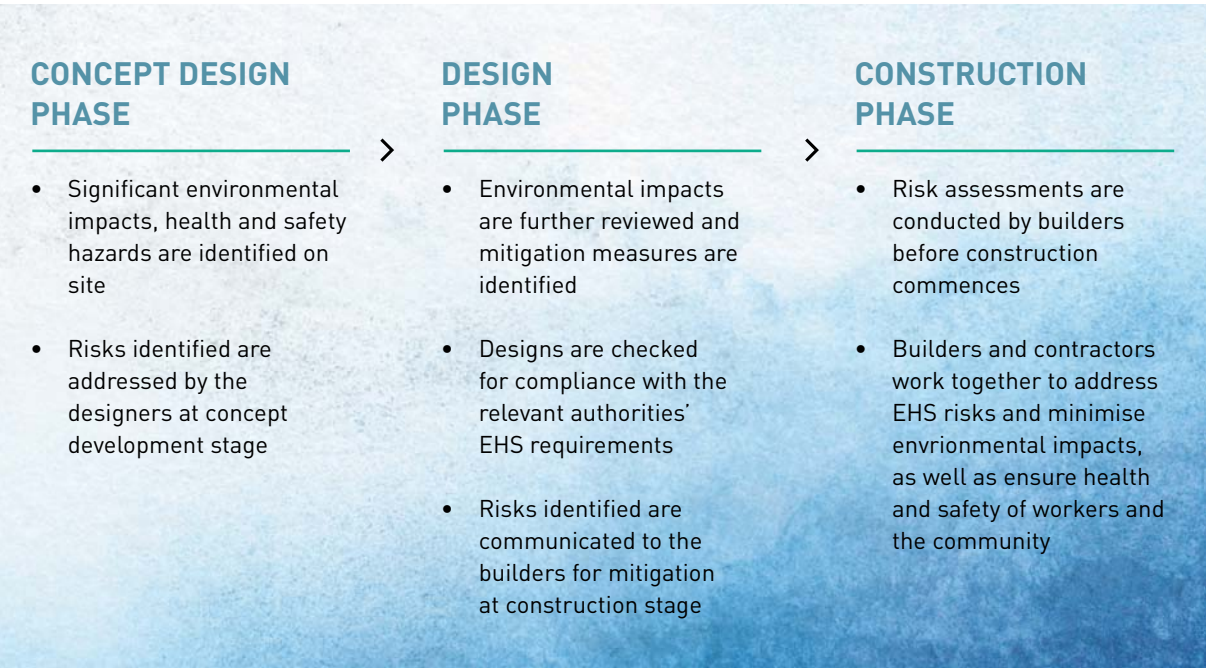 CONCEPT DESIGN
PHASE
• Significant environmental
impacts, health and safety
hazards are identified on
site
• Risks identified are
addressed by the
designers at concept
development stage
>
DESIGN
PHASE
• Environmental impacts
are further reviewed and
mitigation measures are
identified
• Designs are checked
for compliance with the
relevant authorities’
EHS requirements
• Risks identified are
communicated to the
builders for mitigation
at construction stage
>
CONSTRUCTION
PHASE
• Risk assessments are
conducted by builders
before construction
commences
• Builders and contractors
work together to address
EHS risks and minimise
envrionmental impacts,
as well as ensure health
and safety of workers and
the community